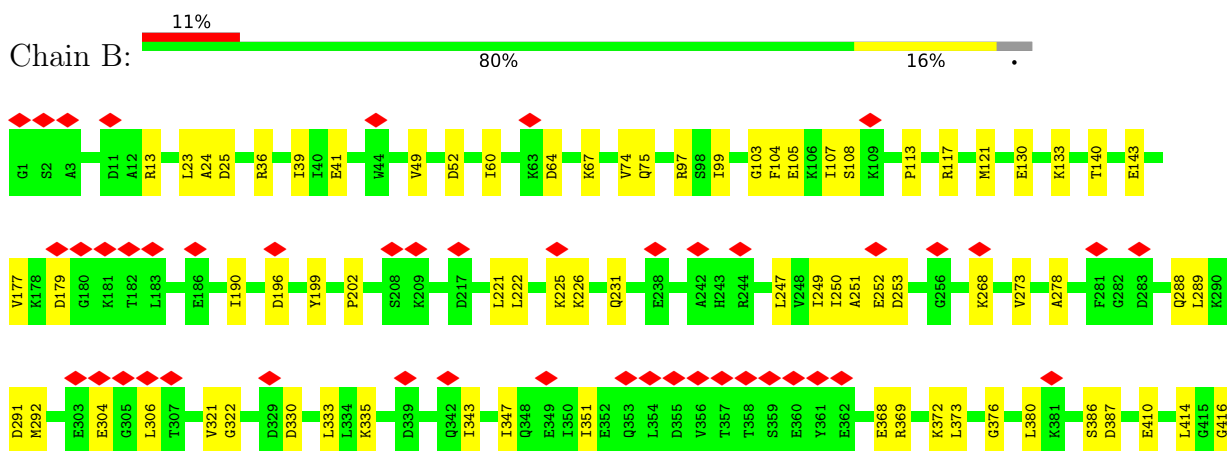 11%
Chain B:
80% 16% •
G1 S2 A3 D11 A12 R13 L23 A24 D25 R36 I39 I40 E41 W44 V49 D52 I60 K63 D64 K67 V74 Q75 R97 S98 I99 G103 F104 E105 K106 I107 S108 K109 P113 R117 M121 E130 K133 T140 E143
V177 K178 D179 G180 K181 T182 L183 E186 I190 D196 Y199 P202 S208 K209 D217 L221 L222 K225 K226 Q231 E238 A242 H243 R244 L247 V248 I249 I250 A251 E252 D253 G256 K268 V273 A278 F281 G282 D283 Q288 L289 K290
D291 M292 E303 E304 G305 L306 T307 V321 G322 D329 D330 L333 L334 K335 D339 Q342 I343 I347 Q348 E349 I350 I351 E352 Q353 L354 D355 V356 T357 T358 S359 E360 Y361 E362 E368 R369 K372 L373 G376 L380 K381 S386 D387 E410 L414 G415 G416